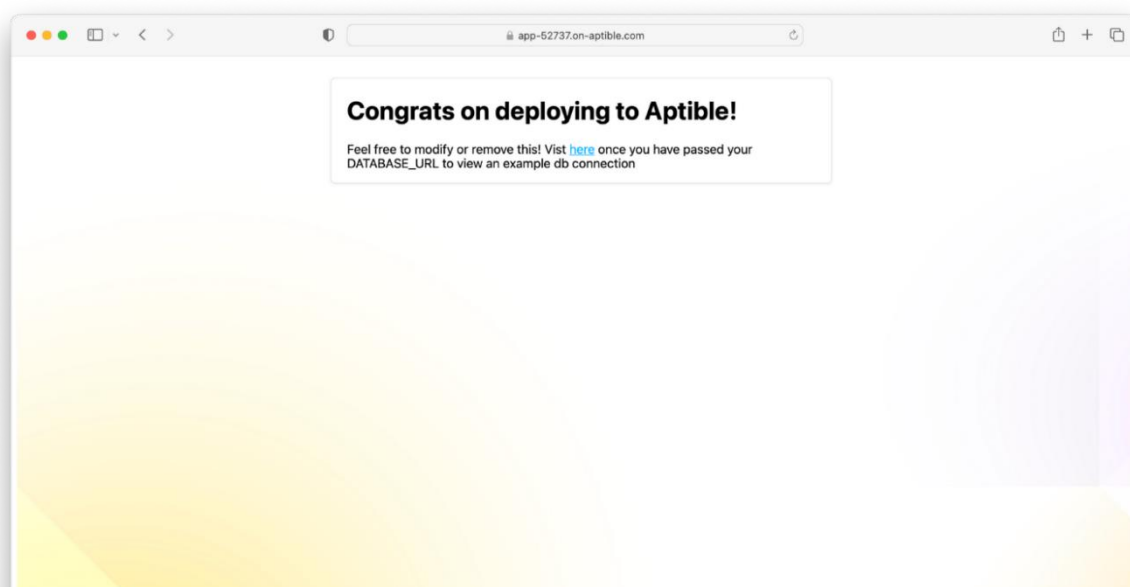 app-52737.on-aptible.com
Congrats on deploying to Aptible!
Feel free to modify or remove this! Vist here once you have passed your
DATABASE_URL to view an example db connection